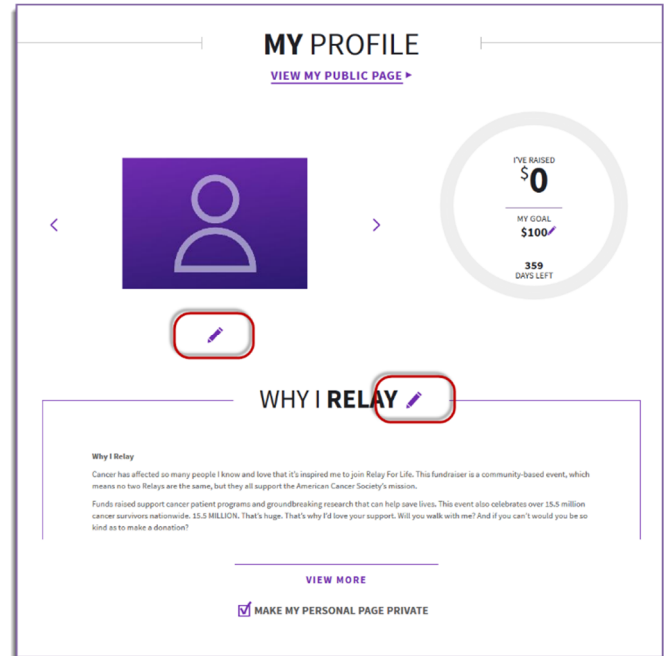 MY PROFILE
VIEW MY PUBLIC PAGE
I'VE RAISED
$0
MY GOAL
$100
359
DAYS LEFT
WHY I RELAY
Why I Relay
Cancer has affected so many people I know and love that it's inspired me to join Relay For Life. This fundraiser is a community-based event, which
means no two Relays are the same, but they all support the American Cancer Society's mission.
Funds raised support cancer patient programs and groundbreaking research that can help save lives. This event also celebrates over 15.5 million
cancer survivors nationwide. 15.5 MILLION. That's huge. That's why I'd love your support. Will you walk with me? And if you can't would you be so
kind as to make a donation?
VIEW MORE
MAKE MY PERSONAL PAGE PRIVATE